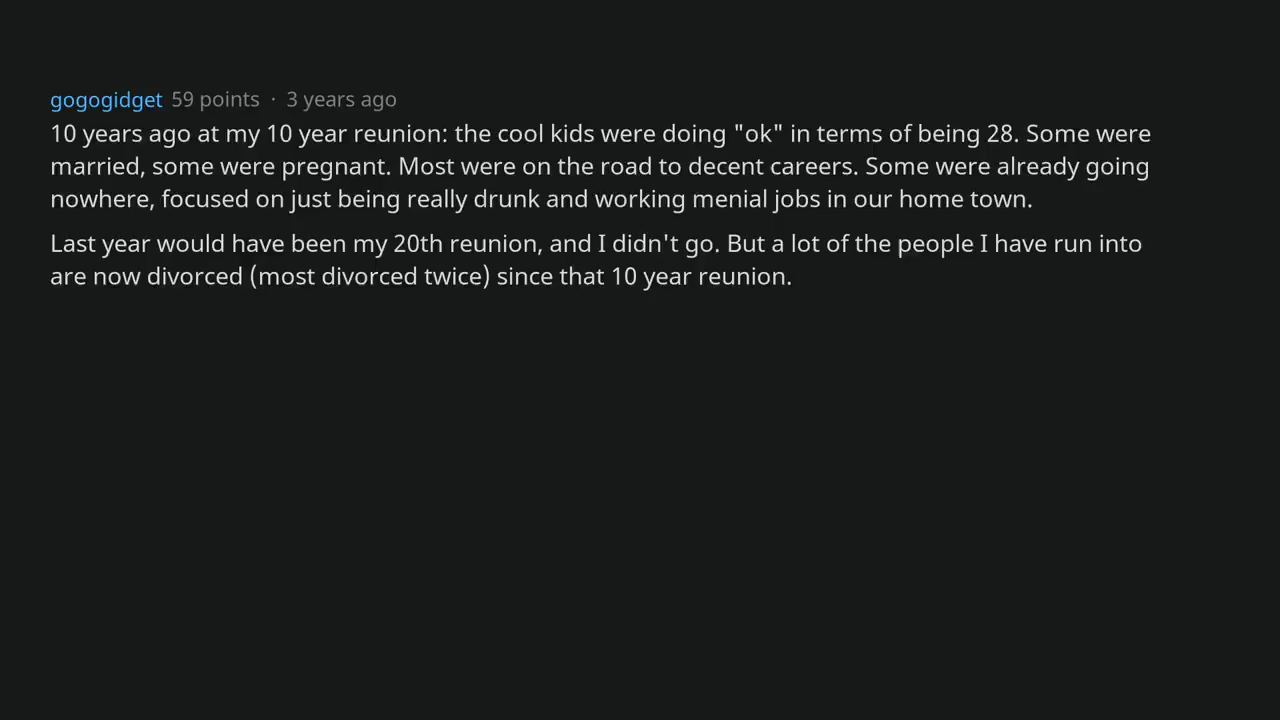 gogogidget 59 points · 3 years ago
10 years ago at my 10 year reunion: the cool kids were doing "ok" in terms of being 28. Some were
married, some were pregnant. Most were on the road to decent careers. Some were already going
nowhere, focused on just being really drunk and working menial jobs in our home town.
Last year would have been my 20th reunion, and I didn't go. But a lot of the people I have run into
are now divorced (most divorced twice) since that 10 year reunion.